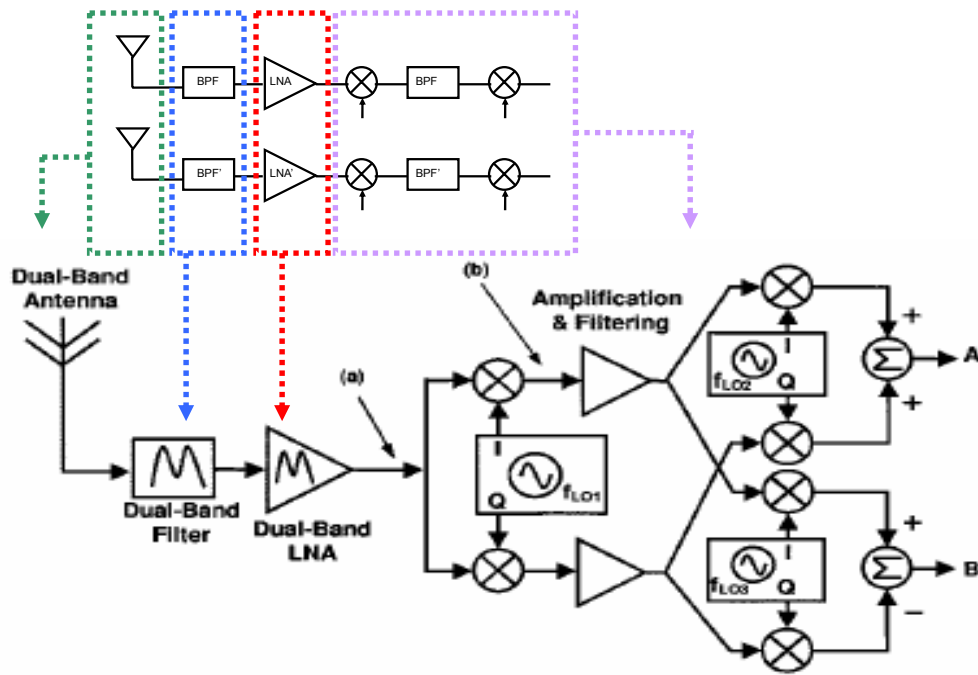 BPF LNA BPF
BPF' LNA' BPF'
Dual-Band
Antenna
(b)
Amplification
& Filtering
(a)
Dual-Band
Filter
Dual-Band
LNA
I
Q
fLO1
I
fLO2
Q
+
Σ
A
+
I
fLO3
Q
+
Σ
B
−